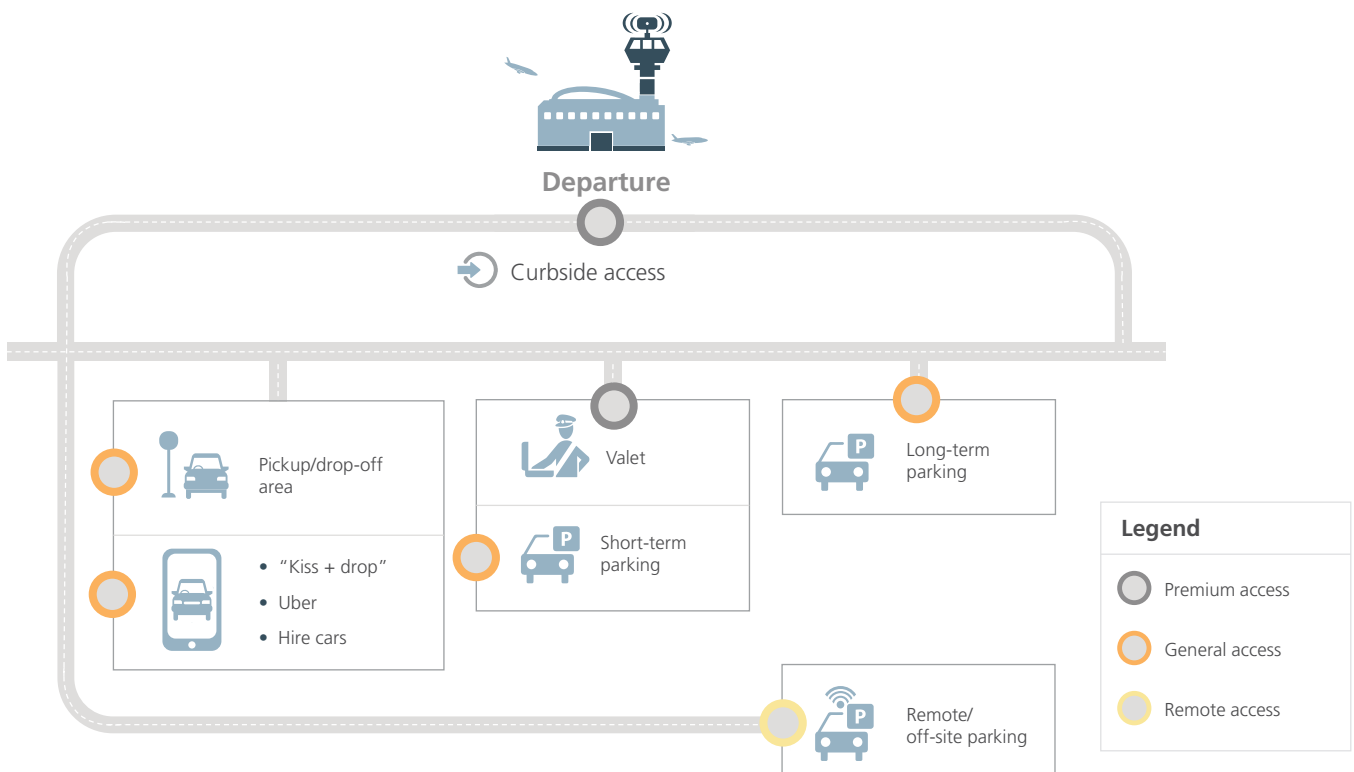 Departure
Curbside access
Pickup/drop-off
area
• “Kiss + drop”
• Uber
• Hire cars
Valet
P
Short-term
parking
P
Long-term
parking
P
Remote/
off-site parking
Legend
Premium access
General access
Remote access